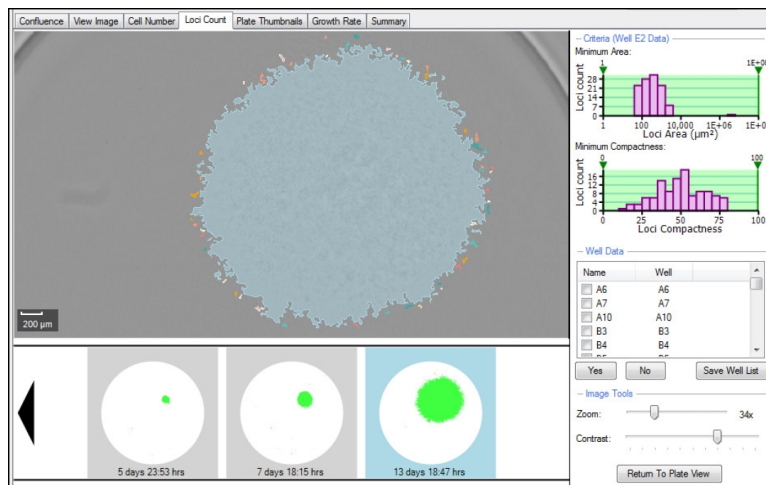 Confluence View Image Cell Number Loci Count Plate Thumbnails Growth Rate Summary
Criteria (Well E2 Data)
Minimum Area:
1 1E+0
Loci count
28
21
14
7
0
1 100 10,000 1E+06 1E+0
Loci Area (µm²)
Minimum Compactness:
0 100
Loci count
16
12
8
4
0
0 25 50 75 100
Loci Compactness
Well Data
Name Well
A6 A6
A7 A7
A10 A10
B3 B3
B4 B4
200 µm
Yes No Save Well List
Image Tools
Zoom: 34x
Contrast:
Return To Plate View
5 days 23:53 hrs 7 days 18:15 hrs 13 days 18:47 hrs